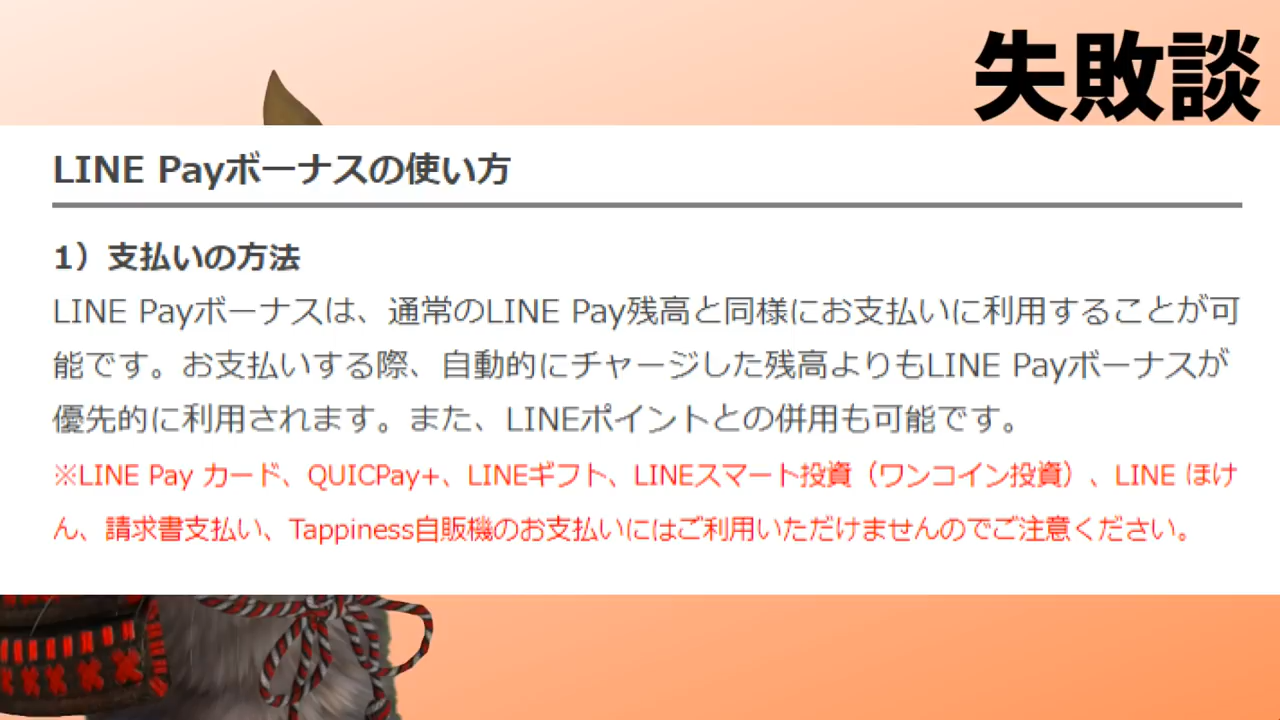 失敗談
LINE Payボーナスの使い方
1）支払いの方法
LINE Payボーナスは、通常のLINE Pay残高と同様にお支払いに利用することが可
能です。お支払いする際、自動的にチャージした残高よりもLINE Payボーナスが
優先的に利用されます。また、LINEポイントとの併用も可能です。
※LINE Pay カード、QUICPay+、LINEギフト、LINEスマート投資（ワンコイン投資）、LINE ほけ
ん、請求書支払い、Tappiness自販機のお支払いにはご利用いただけませんのでご注意ください。